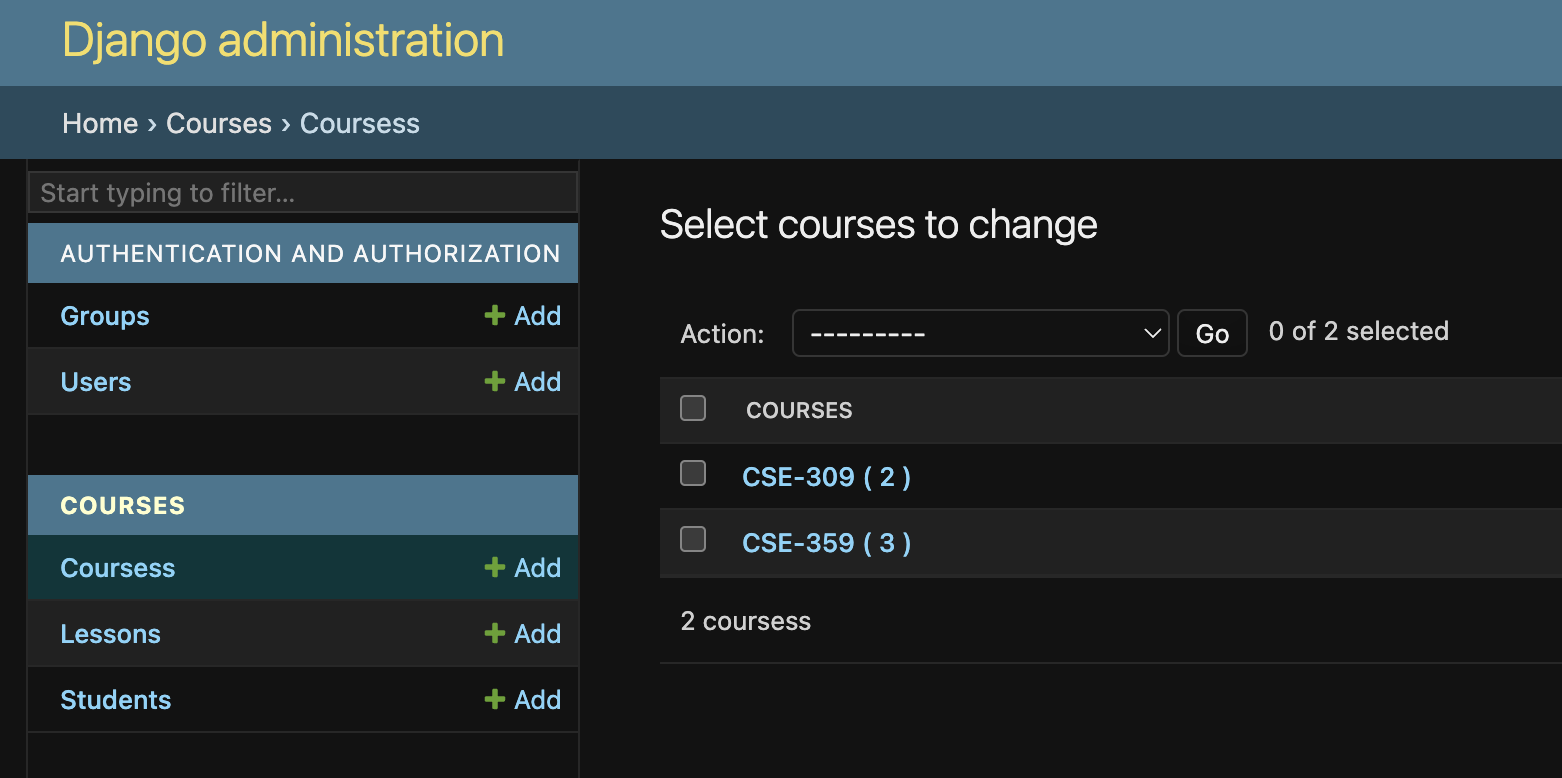 Django administration
Home › Courses › Coursess
Start typing to filter...
AUTHENTICATION AND AUTHORIZATION
Groups + Add
Users + Add
COURSES
Coursess + Add
Lessons + Add
Students + Add
Select courses to change
Action: --------- Go 0 of 2 selected
COURSES
CSE-309 ( 2 )
CSE-359 ( 3 )
2 coursess